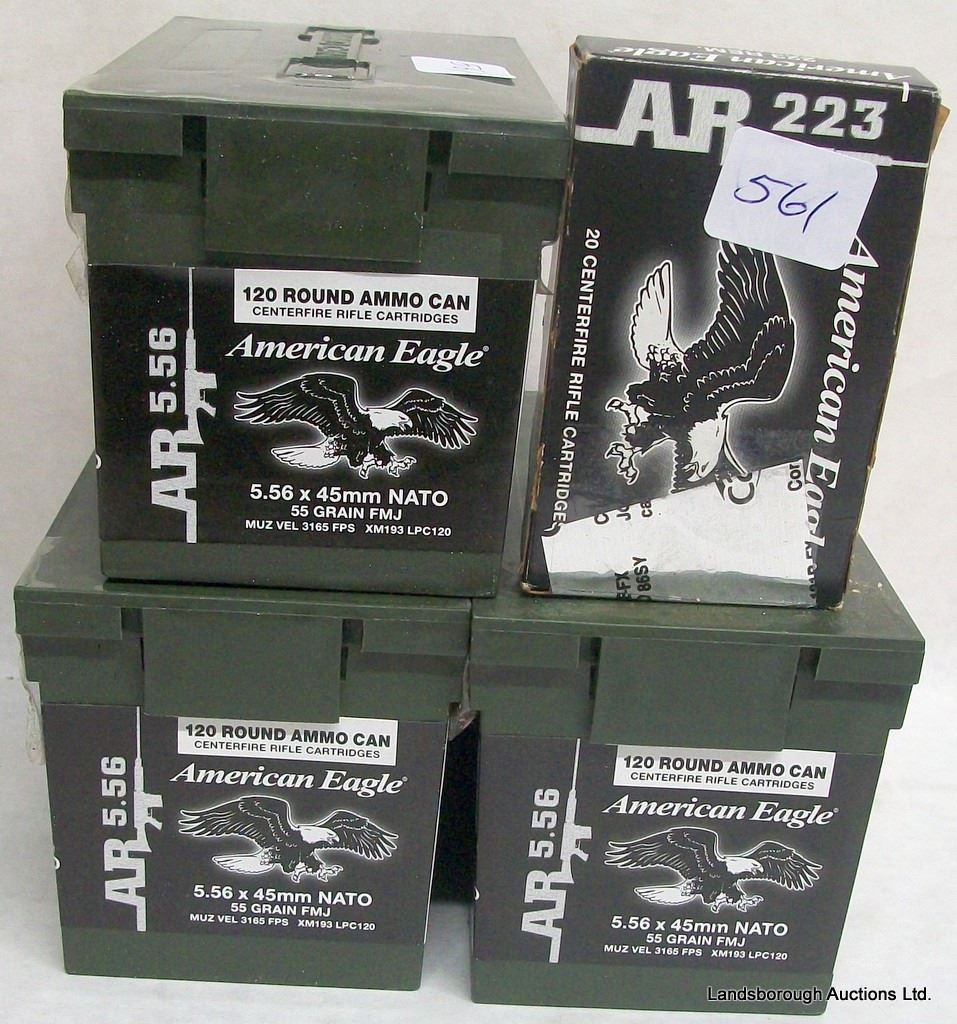 120 ROUND AMMO CAN
CENTERFIRE RIFLE CARTRIDGES
American Eagle®
AR 5.56
5.56 x 45mm NATO
55 GRAIN FMJ
MUZ VEL 3165 FPS XM193 LPC120
American Eagle
AR 223
561
20 CENTERFIRE RIFLE CARTRIDGES
American Eagle
86SY
120 ROUND AMMO CAN
CENTERFIRE RIFLE CARTRIDGES
American Eagle®
AR 5.56
5.56 x 45mm NATO
55 GRAIN FMJ
MUZ VEL 3165 FPS XM193 LPC120
120 ROUND AMMO CAN
CENTERFIRE RIFLE CARTRIDGES
American Eagle®
AR 5.56
5.56 x 45mm NATO
55 GRAIN FMJ
MUZ VEL 3165 FPS XM193 LPC120
Landsborough Auctions Ltd.